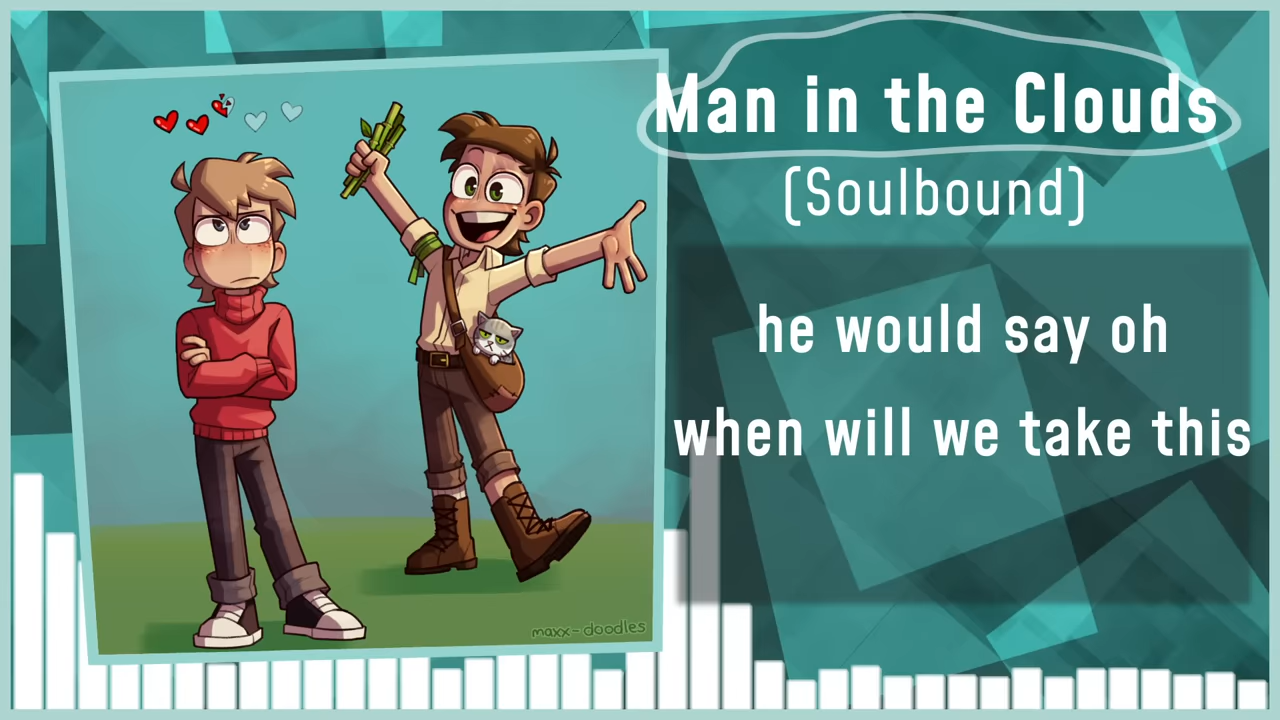 Man in the Clouds
(Soulbound)
he would say oh
when will we take this
maxx-doodles